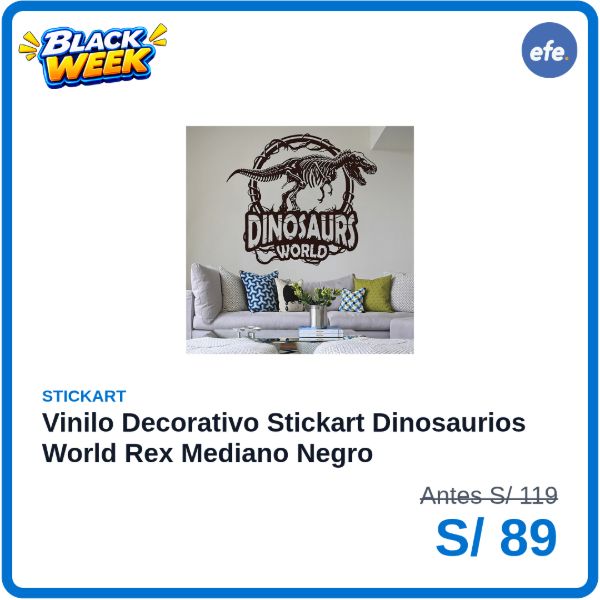 BLACK
WEEK
efe.
DINOSAURS
WORLD
STICKART
Vinilo Decorativo Stickart Dinosaurios
World Rex Mediano Negro
Antes S/ 119
S/ 89